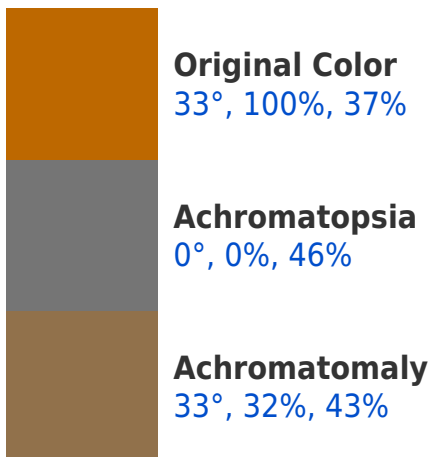 Original Color
33°, 100%, 37%
Achromatopsia
0°, 0%, 46%
Achromatomaly
33°, 32%, 43%